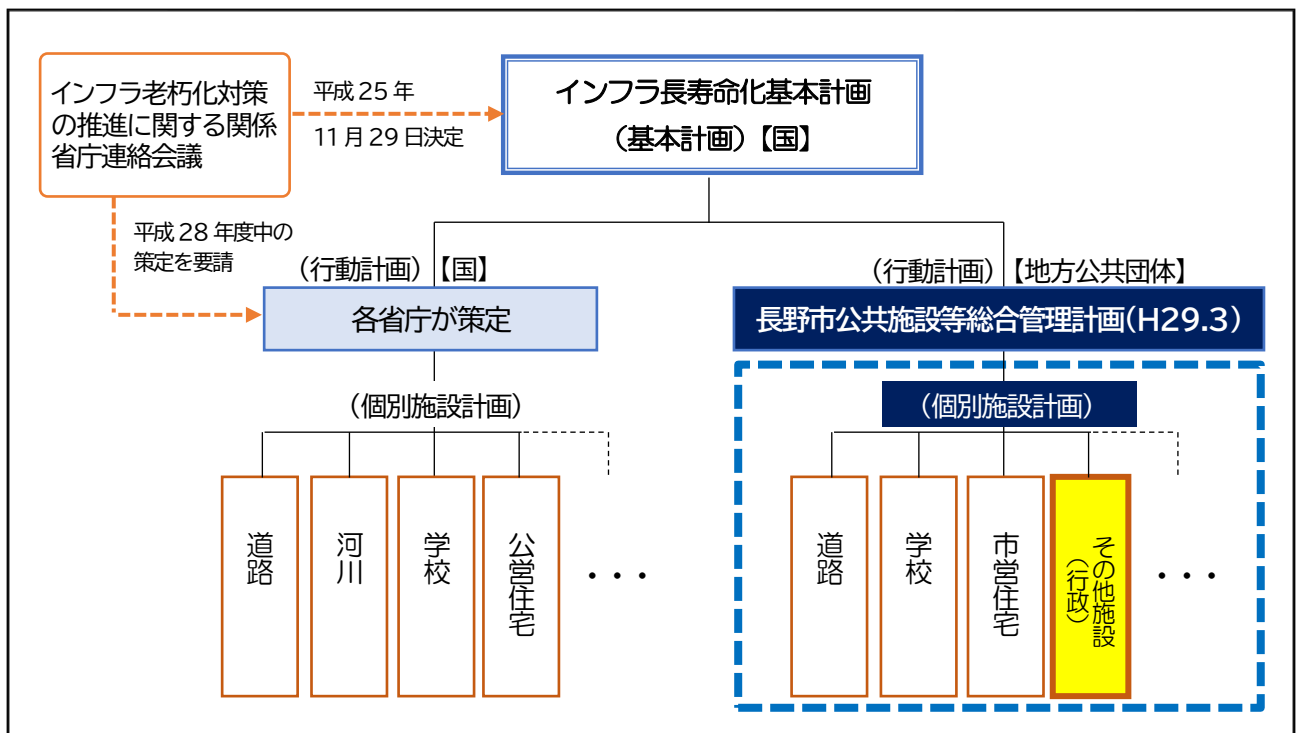 インフラ老朽化対策
の推進に関する関係
省庁連絡会議
平成25年
11月29日決定
インフラ長寿命化基本計画
(基本計画)【国】
平成28年度中の
策定を要請
(行動計画)【国】
各省庁が策定
(行動計画)【地方公共団体】
長野市公共施設等総合管理計画(H29.3)
(個別施設計画)
道路
河川
学校
公営住宅
・・・
(個別施設計画)
道路
学校
市営住宅
その他施設
(行政)
・・・